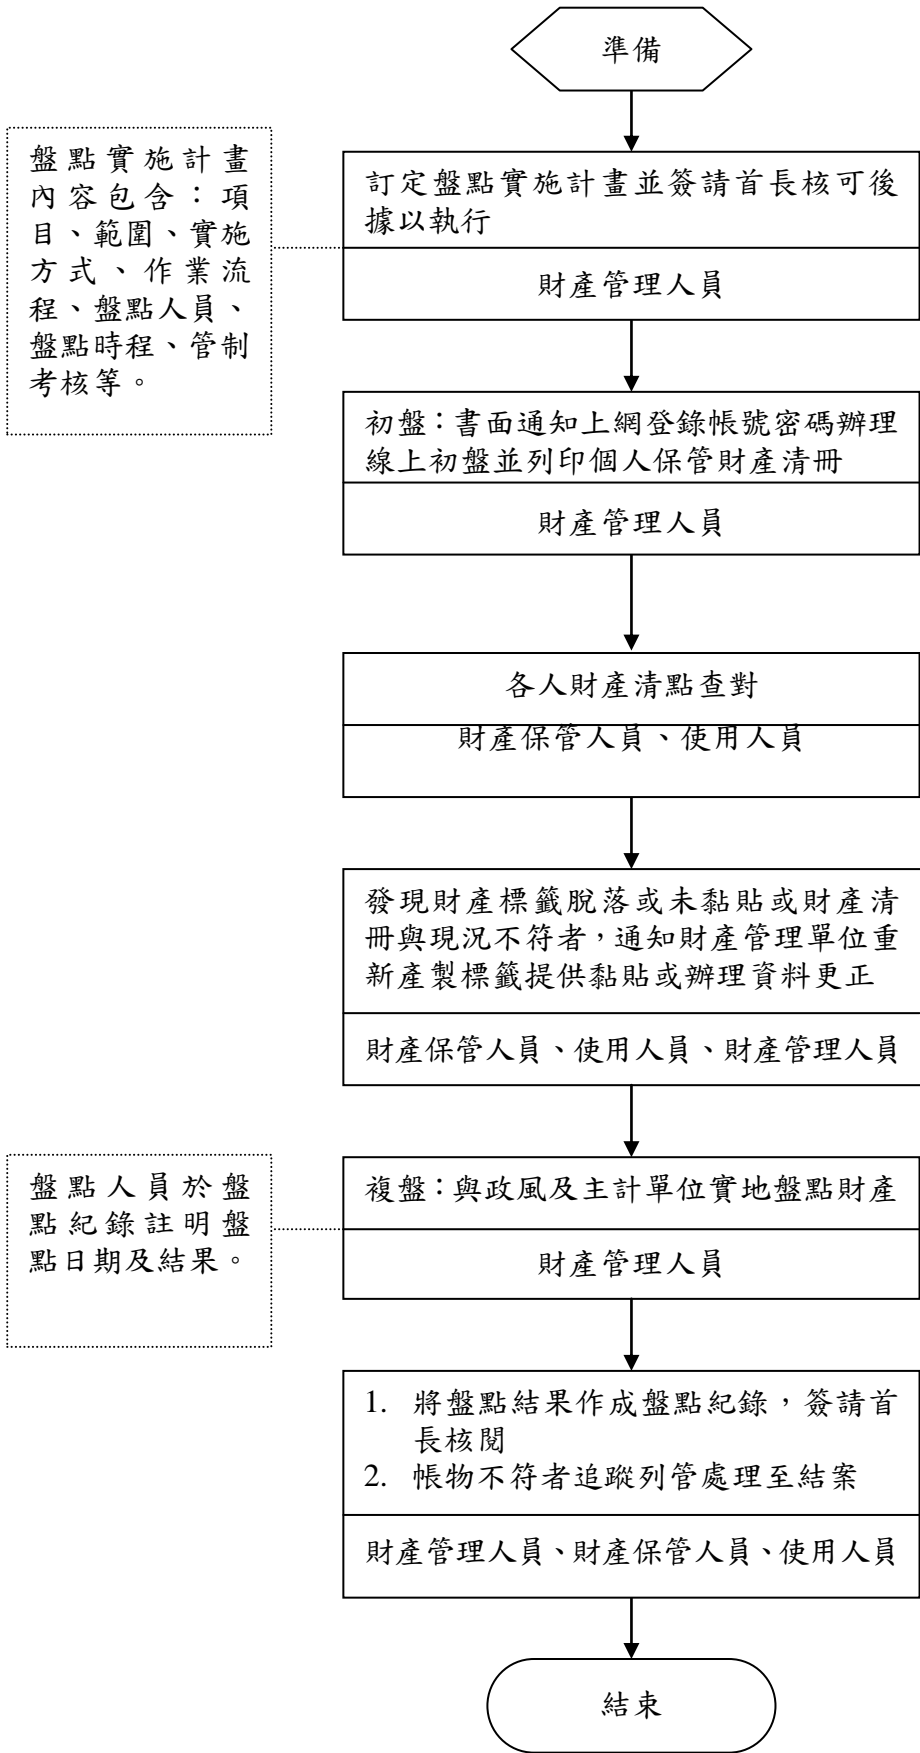 準備
盤點實施計畫
內容包含：項
目、範圍、實施
方式、作業流
程、盤點人員、
盤點時程、管制
考核等。
訂定盤點實施計畫並簽請首長核可後
據以執行
財產管理人員
初盤：書面通知上網登錄帳號密碼辦理
線上初盤並列印個人保管財產清冊
財產管理人員
各人財產清點查對
財產保管人員、使用人員
發現財產標籤脫落或未黏貼或財產清
冊與現況不符者，通知財產管理單位重
新產製標籤提供黏貼或辦理資料更正
財產保管人員、使用人員、財產管理人員
盤點人員於盤
點紀錄註明盤
點日期及結果。
複盤：與政風及主計單位實地盤點財產
財產管理人員
1. 將盤點結果作成盤點紀錄，簽請首
長核閱
2. 帳物不符者追蹤列管處理至結案
財產管理人員、財產保管人員、使用人員
結束